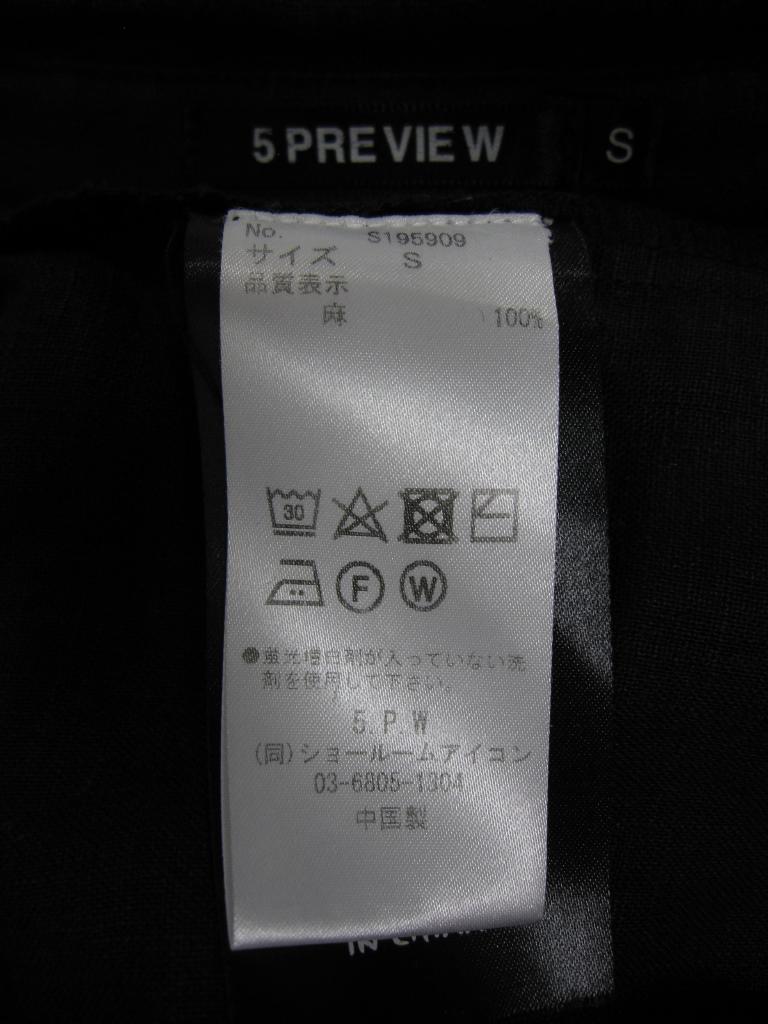 5 PREVIEW S
No. S195909
サイズ S
品質表示
麻 100%
30
F W
●蛍光増白剤が入っていない洗
剤を使用して下さい。
5.P.W
(同)ショールームアイコン
03-6805-1304
中国製
IN